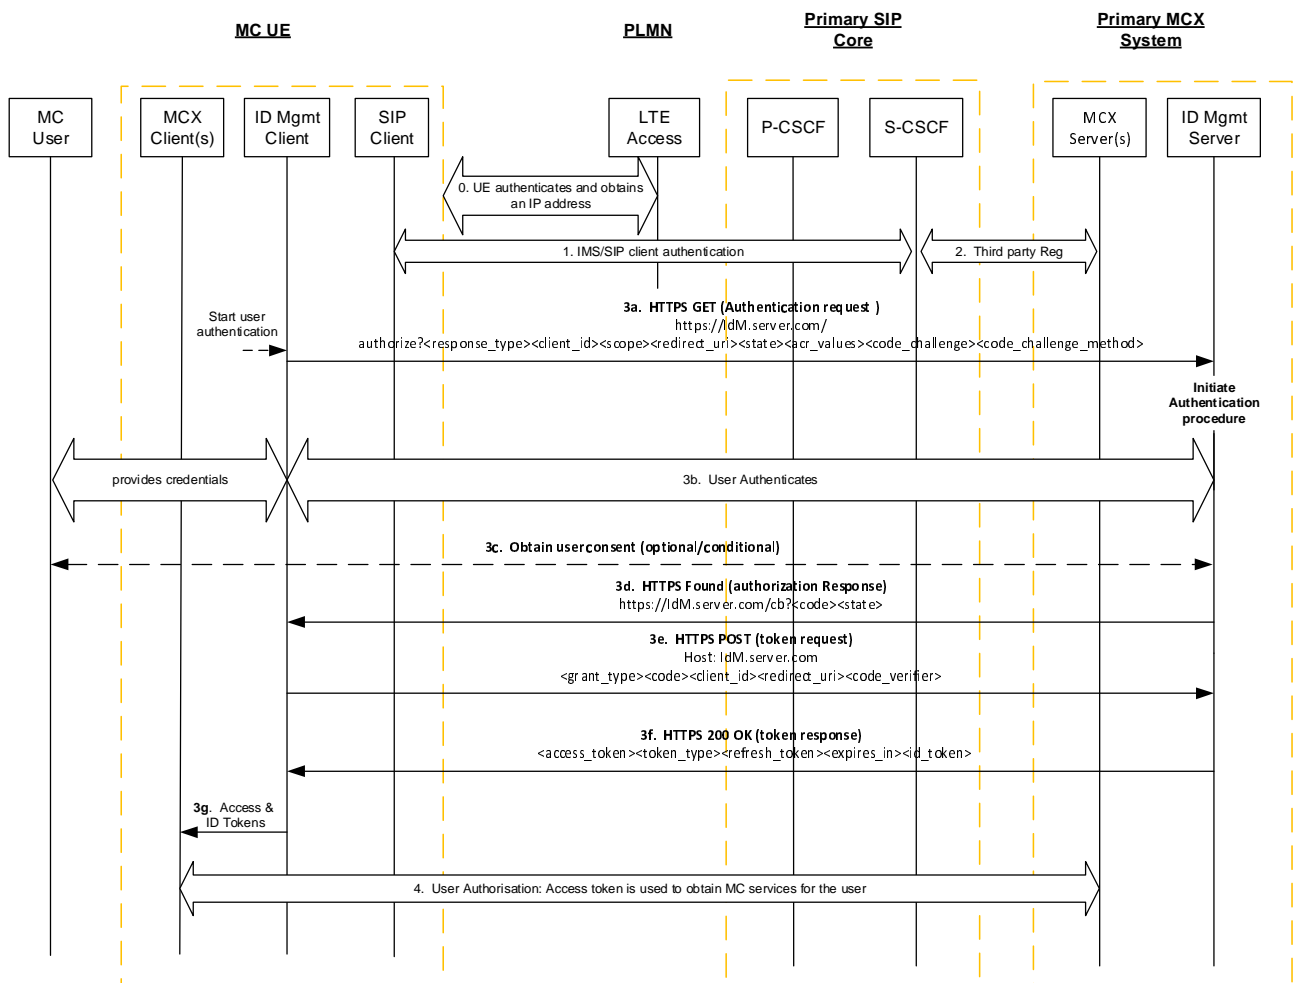 MC UE
PLMN
Primary SIP
Core
Primary MCX
System
MC
User
MCX
Client(s)
ID Mgmt
Client
SIP
Client
LTE
Access
P-CSCF
S-CSCF
MCX
Server(s)
ID Mgmt
Server
0. UE authenticates and obtains
an IP address
1. IMS/SIP client authentication
2. Third party Reg
Start user
authentication
3a. HTTPS GET (Authentication request )
https://IdM.server.com/
authorize?<response_type><client_id><scope><redirect_uri><state><acr_values><code_challenge><code_challenge_method>
Initiate
Authentication
procedure
provides credentials
3b. User Authenticates
3c. Obtain user consent (optional/conditional)
3d. HTTPS Found (authorization Response)
https://IdM.server.com/cb?<code><state>
3e. HTTPS POST (token request)
Host: IdM.server.com
<grant_type><code><client_id><redirect_uri><code_verifier>
3f. HTTPS 200 OK (token response)
<access_token><token_type><refresh_token><expires_in><id_token>
3g. Access &
ID Tokens
4. User Authorisation: Access token is used to obtain MC services for the user